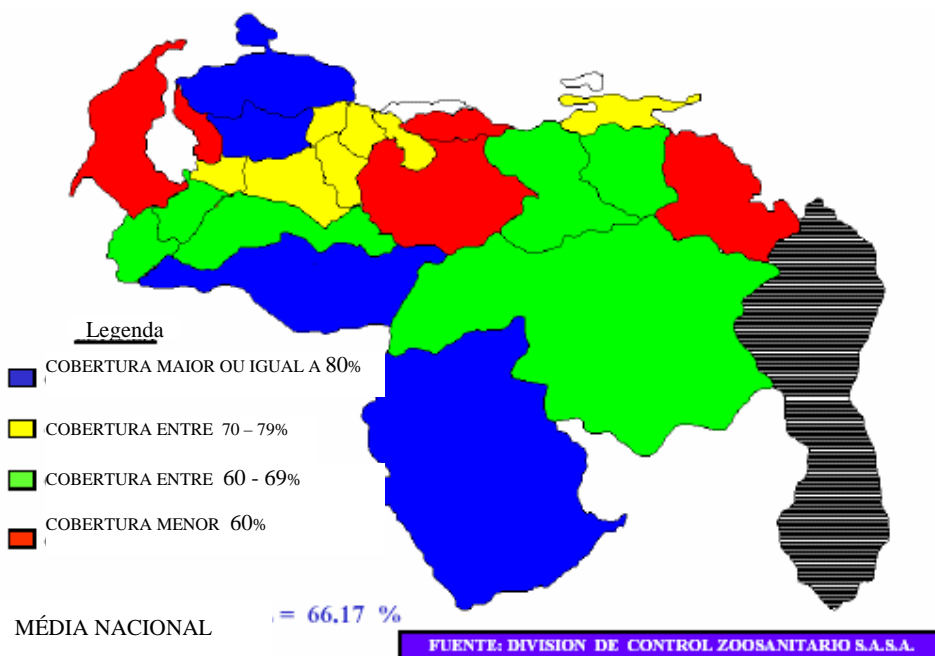 Legenda
COBERTURA MAIOR OU IGUAL A 80%
COBERTURA ENTRE 70 – 79%
COBERTURA ENTRE 60 - 69%
COBERTURA MENOR 60%
MÉDIA NACIONAL = 66.17 %
FUENTE: DIVISION DE CONTROL ZOOSANITARIO S.A.S.A.